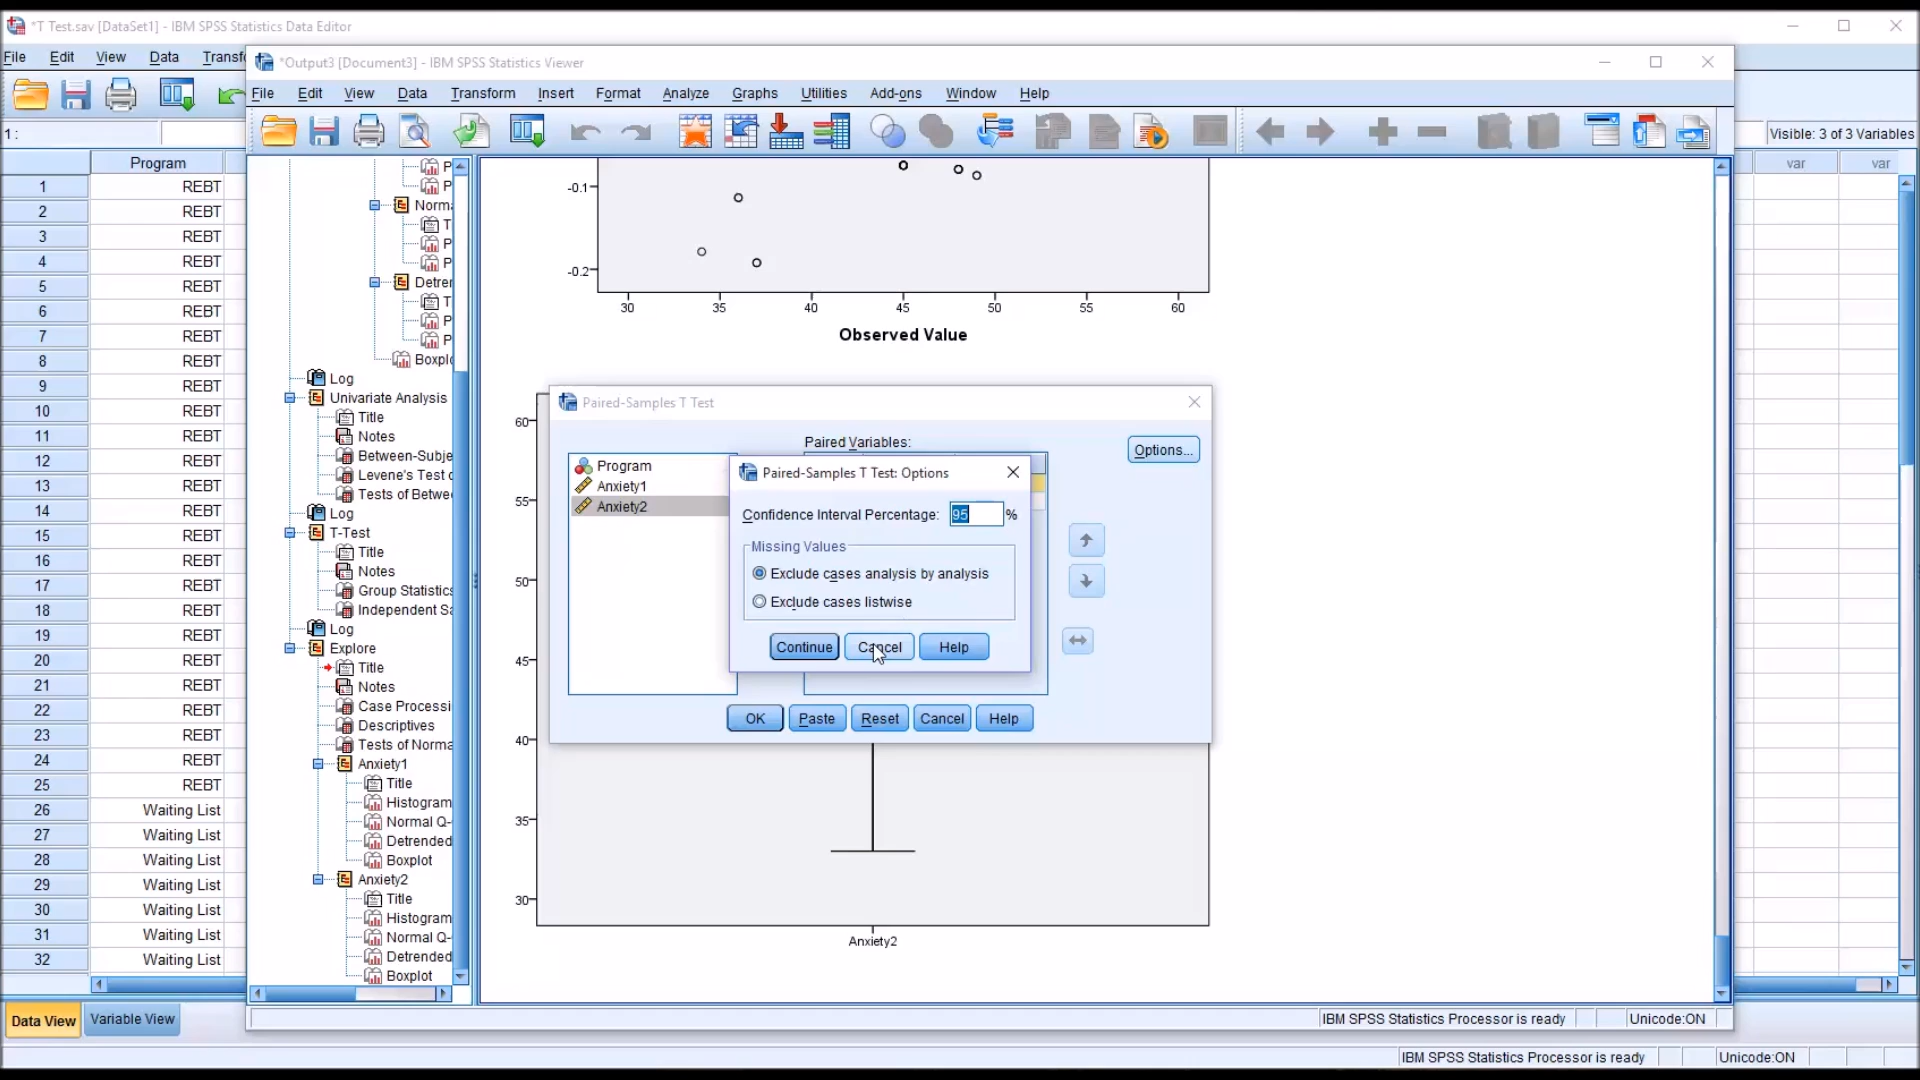 *T Test.sav [DataSet1] - IBM SPSS Statistics Data Editor
File Edit View Data Transf
1 :
Visible: 3 of 3 Variables
Program
var var
1 REBT
2 REBT
3 REBT
4 REBT
5 REBT
6 REBT
7 REBT
8 REBT
9 REBT
10 REBT
11 REBT
12 REBT
13 REBT
14 REBT
15 REBT
16 REBT
17 REBT
18 REBT
19 REBT
20 REBT
21 REBT
22 REBT
23 REBT
24 REBT
25 REBT
26 Waiting List
27 Waiting List
28 Waiting List
29 Waiting List
30 Waiting List
31 Waiting List
32 Waiting List
Data View Variable View
*Output3 [Document3] - IBM SPSS Statistics Viewer
File Edit View Data Transform Insert Format Analyze Graphs Utilities Add-ons Window Help
P
P
Norma
T
P
P
Detrer
T
P
P
Boxplo
Log
Univariate Analysis
Title
Notes
Between-Subje
Levene's Test o
Tests of Betwe
Log
T-Test
Title
Notes
Group Statistics
Independent Sa
Log
Explore
Title
Notes
Case Processi
Descriptives
Tests of Norma
Anxiety1
Title
Histogram
Normal Q-
Detrended
Boxplot
Anxiety2
Title
Histogram
Normal Q-
Detrended
Boxplot
-0.1
-0.2
30 35 40 45 50 55 60
Observed Value
60
55
50
45
40
35
30
Anxiety2
Paired-Samples T Test
Paired Variables:
Options...
Program
Anxiety1
Anxiety2
OK Paste Reset Cancel Help
Paired-Samples T Test: Options
Confidence Interval Percentage: 95 %
Missing Values
Exclude cases analysis by analysis
Exclude cases listwise
Continue Cancel Help
IBM SPSS Statistics Processor is ready Unicode:ON
IBM SPSS Statistics Processor is ready Unicode:ON